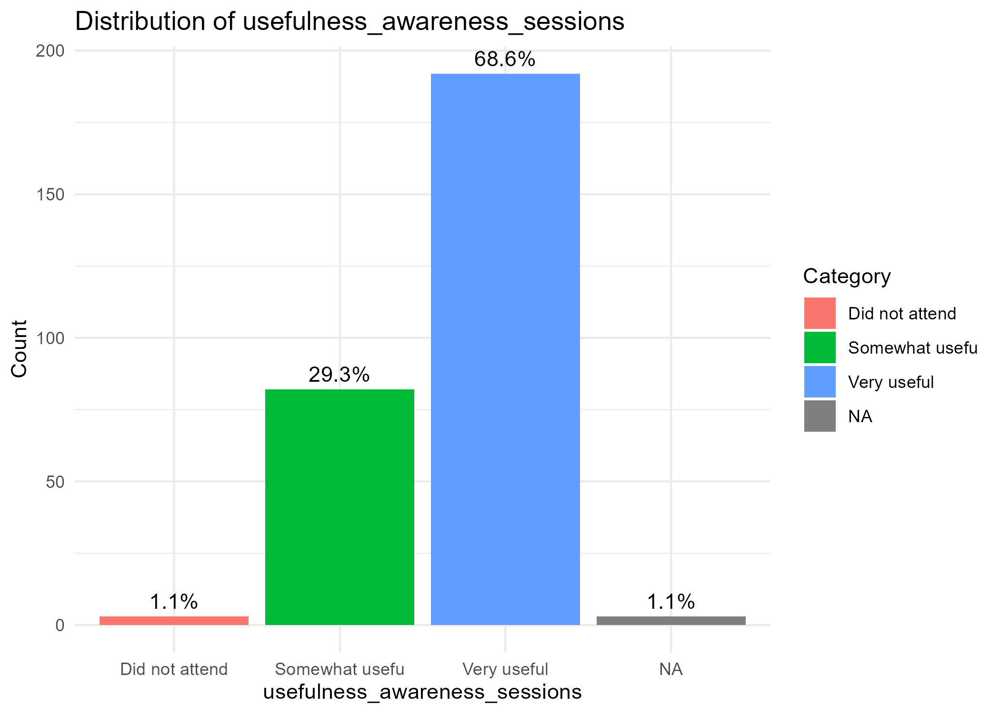 Distribution of usefulness_awareness_sessions
200
150
100
50
0
Count
68.6%
29.3%
1.1%
1.1%
Did not attend
Somewhat usefu
Very useful
NA
usefulness_awareness_sessions
Category
Did not attend
Somewhat usefu
Very useful
NA